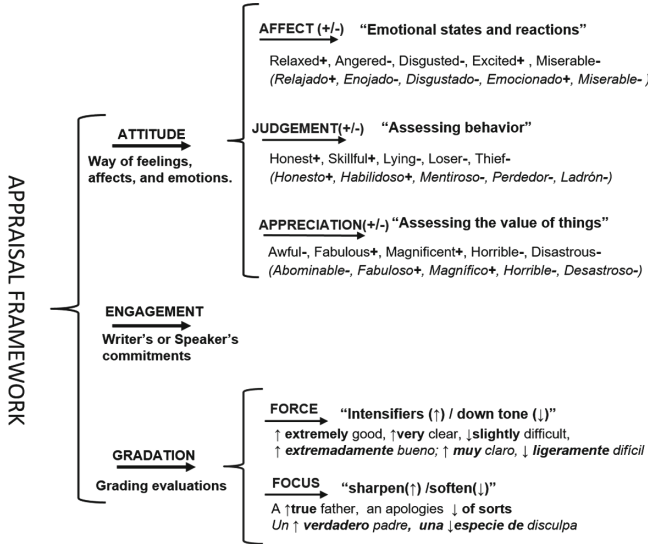 APPRAISAL FRAMEWORK
ATTITUDE
Way of feelings,
affects, and emotions.
AFFECT (+/-) “Emotional states and reactions”
Relaxed+, Angered-, Disgusted-, Excited+ , Miserable-
(Relajado+, Enojado-, Disgustado-, Emocionado+, Miserable- )
JUDGEMENT(+/-) “Assessing behavior”
Honest+, Skillful+, Lying-, Loser-, Thief-
(Honesto+, Habilidoso+, Mentiroso-, Perdedor-, Ladrón-)
APPRECIATION(+/-) “Assessing the value of things”
Awful-, Fabulous+, Magnificent+, Horrible-, Disastrous-
(Abominable-, Fabuloso+, Magnífico+, Horrible-, Desastroso-)
ENGAGEMENT
Writer's or Speaker's
commitments
GRADATION
Grading evaluations
FORCE “Intensifiers (↑) / down tone (↓)”
↑ extremely good, ↑very clear, ↓slightly difficult,
↑ extremadamente bueno; ↑ muy claro, ↓ ligeramente difícil
FOCUS “sharpen(↑) /soften(↓)”
A ↑true father, an apologies ↓ of sorts
Un ↑ verdadero padre, una ↓especie de disculpa